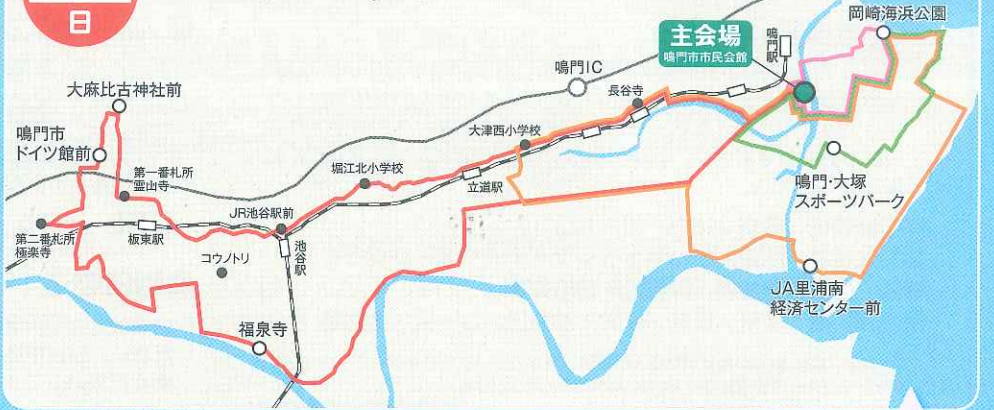 日
岡崎海浜公園
主会場
鳴門市市民会館
鳴門駅
鳴門IC
長谷寺
大麻比古神社前
鳴門市
ドイツ館前
大津西小学校
第一番札所
霊山寺
堀江北小学校
立道駅
鳴門・大塚
スポーツパーク
JR池谷駅前
第二番札所
極楽寺
板東駅
池谷駅
コウノトリ
JA里浦南
経済センター前
福泉寺